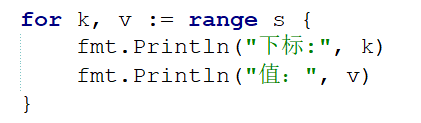 for k, v := range s {
    fmt.Println("下标:", k)
    fmt.Println("值：", v)
}